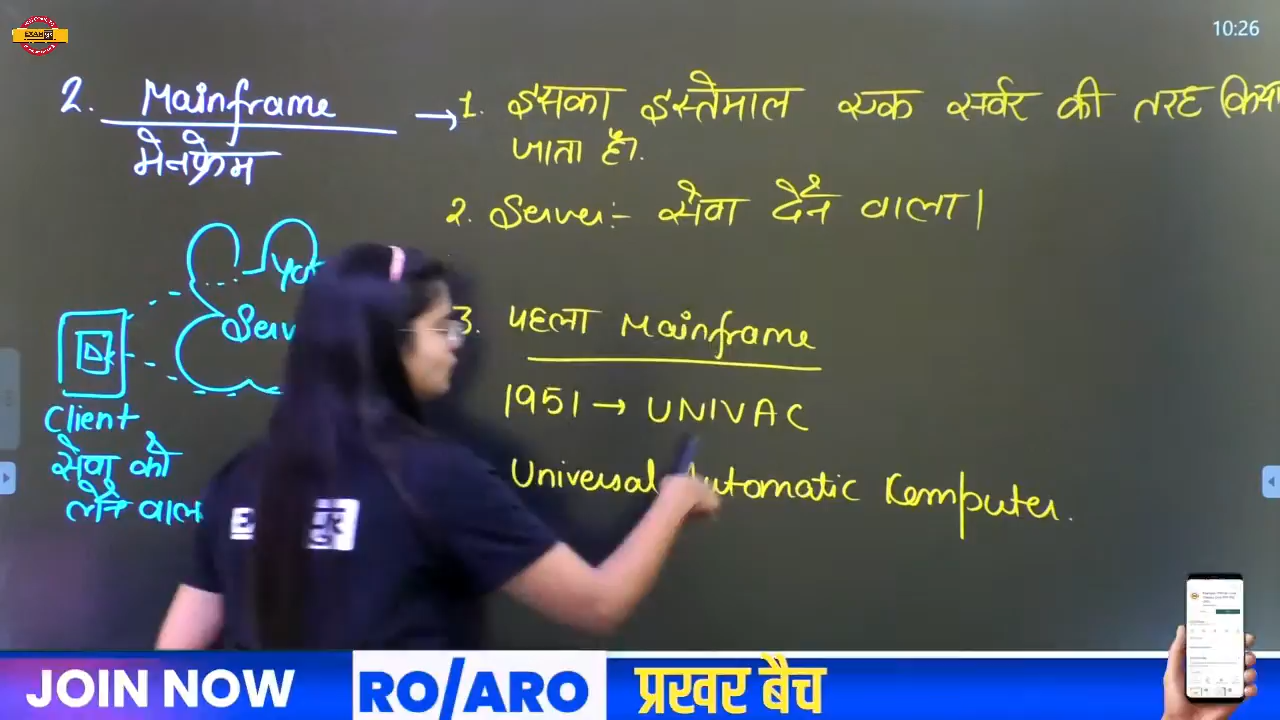 10:26
2. Mainframe
मेनफ्रेम
→ 1. इसका इस्तेमाल एक सर्वर की तरह किया
जाता है।
2. Server:- सेवा देने वाला।
Client
सेवा को
लेने वाल
3. पहला Mainframe
1951 → UNIVAC
Universal Automatic Komputer.
JOIN NOW RO/ARO प्रखर बैच